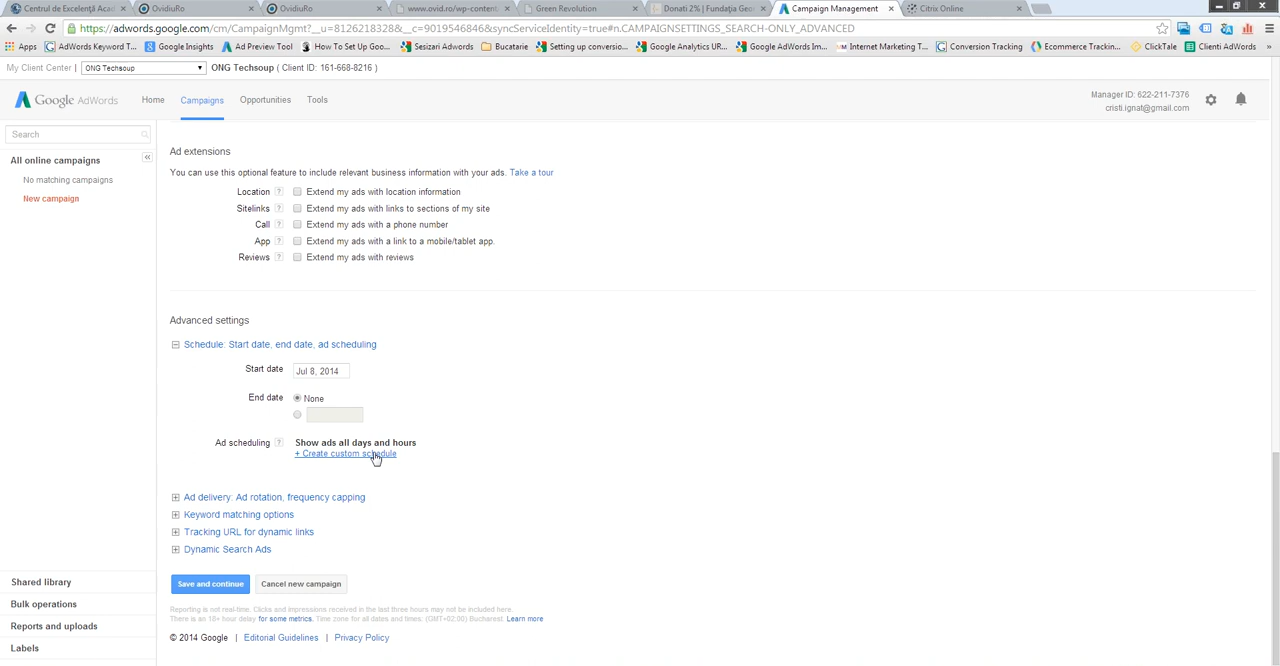 Centrul de Excelență Acad
OvidiuRo
OvidiuRo
www.ovid.ro/wp-content
Green Revolution
Donati 2% | Fundaţia Geo
Campaign Management
Citrix Online
https://adwords.google.com/cm/CampaignMgmt?__u=8126218328&__c=9019546846&syncServiceIdentity=true#n.CAMPAIGNSETTINGS_SEARCH-ONLY_ADVANCED
Apps
AdWords Keyword T...
Google Insights
Ad Preview Tool
How To Set Up Goo...
Sesizari Adwords
Bucatarie
Setting up conversio...
Google Analytics UR...
Google AdWords Im...
Internet Marketing T...
Conversion Tracking
Ecommerce Trackin...
ClickTale
Clienti AdWords
»
My Client Center | ONG Techsoup ONG Techsoup ( Client ID: 161-668-8216 )
Google AdWords Home Campaigns Opportunities Tools
Manager ID: 622-211-7376
cristi.ignat@gmail.com
Search
All online campaigns
No matching campaigns
New campaign
Ad extensions
You can use this optional feature to include relevant business information with your ads. Take a tour
Location ? Extend my ads with location information
Sitelinks ? Extend my ads with links to sections of my site
Call ? Extend my ads with a phone number
App ? Extend my ads with a link to a mobile/tablet app.
Reviews ? Extend my ads with reviews
Advanced settings
Schedule: Start date, end date, ad scheduling
Start date Jul 8, 2014
End date None
Ad scheduling ? Show ads all days and hours
+ Create custom schedule
Ad delivery: Ad rotation, frequency capping
Keyword matching options
Tracking URL for dynamic links
Dynamic Search Ads
Save and continue Cancel new campaign
Reporting is not real-time. Clicks and impressions received in the last three hours may not be included here.
There is an 18+ hour delay for some metrics. Time zone for all dates and times: (GMT+02:00) Bucharest. Learn more
© 2014 Google | Editorial Guidelines | Privacy Policy
Shared library
Bulk operations
Reports and uploads
Labels